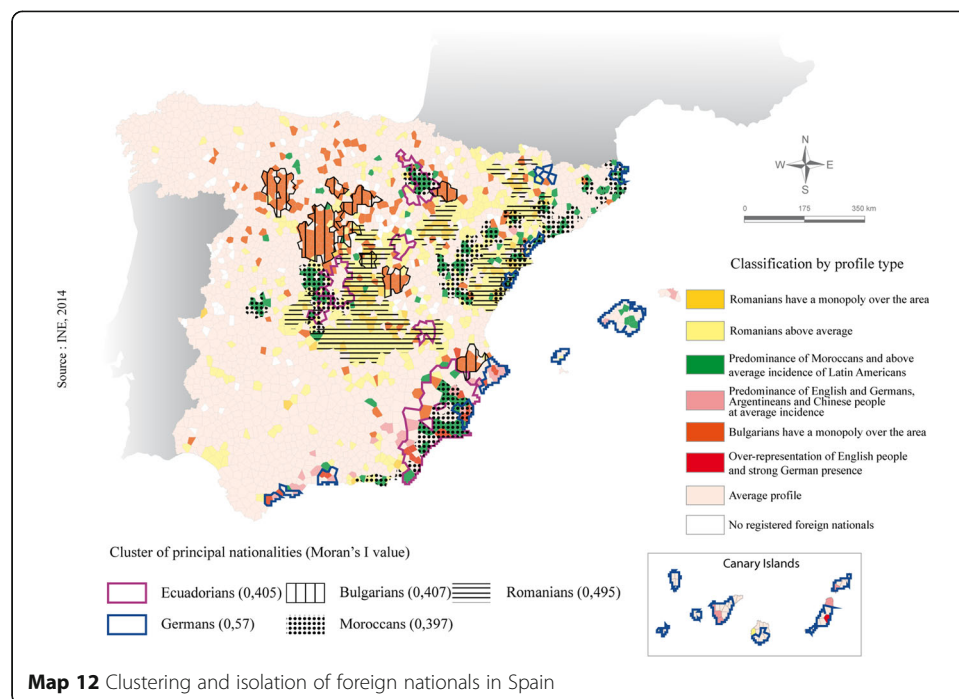 N
W E
S
0 175 350 km
Source : INE, 2014
Classification by profile type
Romanians have a monopoly over the area
Romanians above average
Predominance of Moroccans and above
average incidence of Latin Americans
Predominance of English and Germans,
Argentineans and Chinese people
at average incidence
Bulgarians have a monopoly over the area
Over-representation of English people
and strong German presence
Average profile
No registered foreign nationals
Cluster of principal nationalities (Moran's I value)
Ecuadorians (0,405) Bulgarians (0,407) Romanians (0,495)
Germans (0,57) Moroccans (0,397)
Canary Islands
Map 12 Clustering and isolation of foreign nationals in Spain